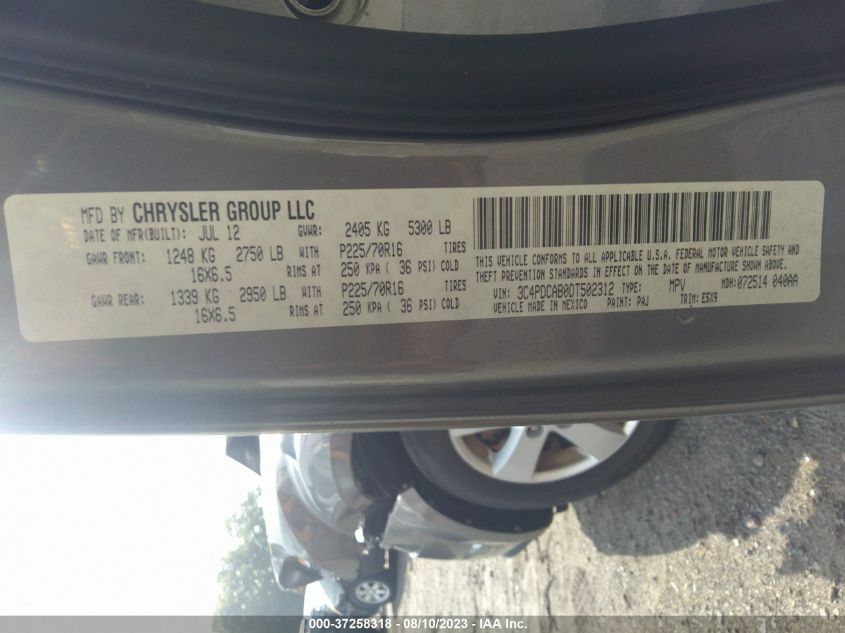 MFD BY CHRYSLER GROUP LLC
DATE OF MFR(BUILT): JUL 12 GVWR: 2405 KG 5300 LB
GAWR FRONT: 1248 KG 2750 LB WITH P225/70R16 TIRES
16X6.5 RIMS AT 250 KPA ( 36 PSI) COLD
GAWR REAR: 1339 KG 2950 LB WITH P225/70R16 TIRES
16X6.5 RIMS AT 250 KPA ( 36 PSI) COLD
THIS VEHICLE CONFORMS TO ALL APPLICABLE U.S.A. FEDERAL MOTOR VEHICLE SAFETY AND
THEFT PREVENTION STANDARDS IN EFFECT ON THE DATE OF MANUFACTURE SHOWN ABOVE.
VIN: 3C4PDCAB0DT502312 TYPE: MPV MDH:072514 040AA
VEHICLE MADE IN MEXICO PAINT: PAJ TRIM: E5X9
000-37258318 - 08/10/2023 - IAA Inc.